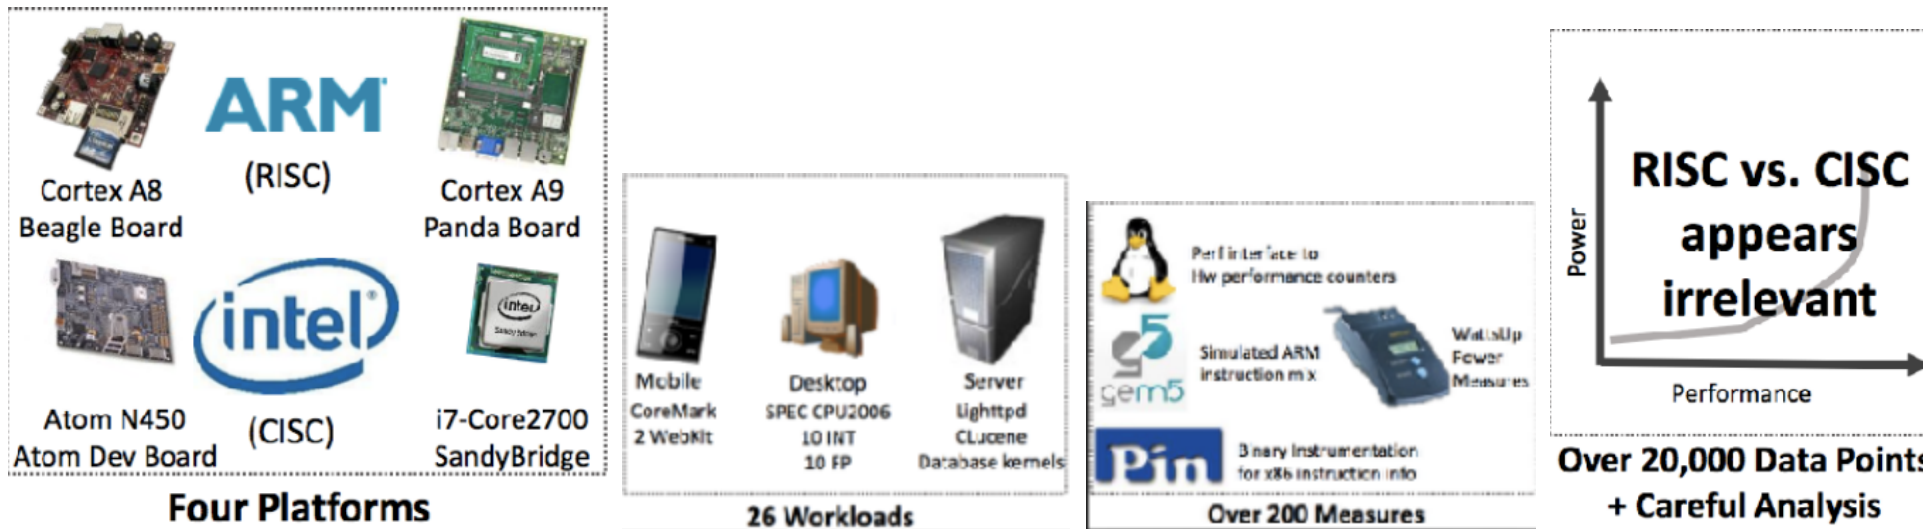 ARM
(RISC)
Cortex A8
Beagle Board
Cortex A9
Panda Board
intel
(CISC)
intel
Atom N450
Atom Dev Board
i7-Core2700
SandyBridge
Four Platforms
Mobile
CoreMark
2 WebKit
Desktop
SPEC CPU2006
10 INT
10 FP
Server
Lighttpd
CLucene
Database kernels
26 Workloads
Perf interface to
Hw performance counters
gem5
Simulated ARM
instruction mix
WattsUp
Power
Measures
Pin
Binary Instrumentation
for x86 instruction info
Over 200 Measures
Power
RISC vs. CISC
appears
irrelevant
Performance
Over 20,000 Data Points
+ Careful Analysis